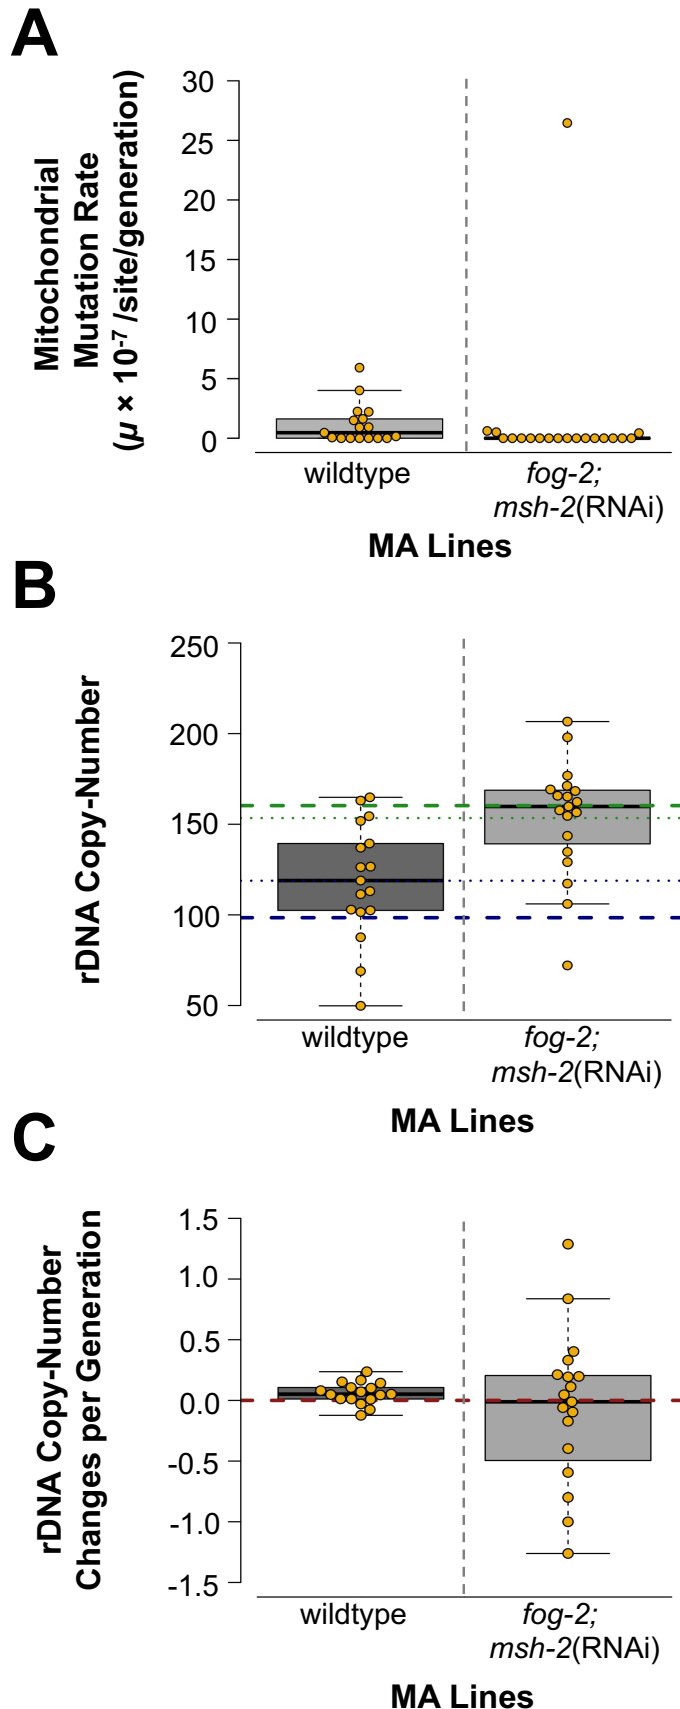 A
Mitochondrial
Mutation Rate
(μ × 10⁻⁷ /site/generation)
30
25
20
15
10
5
0
wildtype
fog-2;
msh-2(RNAi)
MA Lines
B
rDNA Copy-Number
250
200
150
100
50
wildtype
fog-2;
msh-2(RNAi)
MA Lines
C
rDNA Copy-Number
Changes per Generation
1.5
1.0
0.5
0.0
-0.5
-1.0
-1.5
wildtype
fog-2;
msh-2(RNAi)
MA Lines